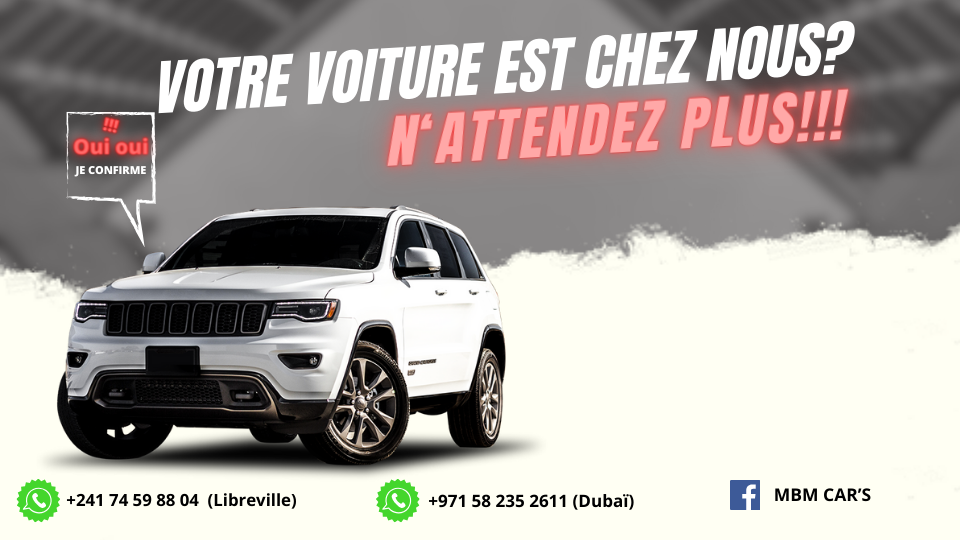 VOTRE VOITURE EST CHEZ NOUS?
N‘ATTENDEZ PLUS!!!
!!!
Oui oui
JE CONFIRME
+241 74 59 88 04 (Libreville)
+971 58 235 2611 (Dubaï)
MBM CAR’S